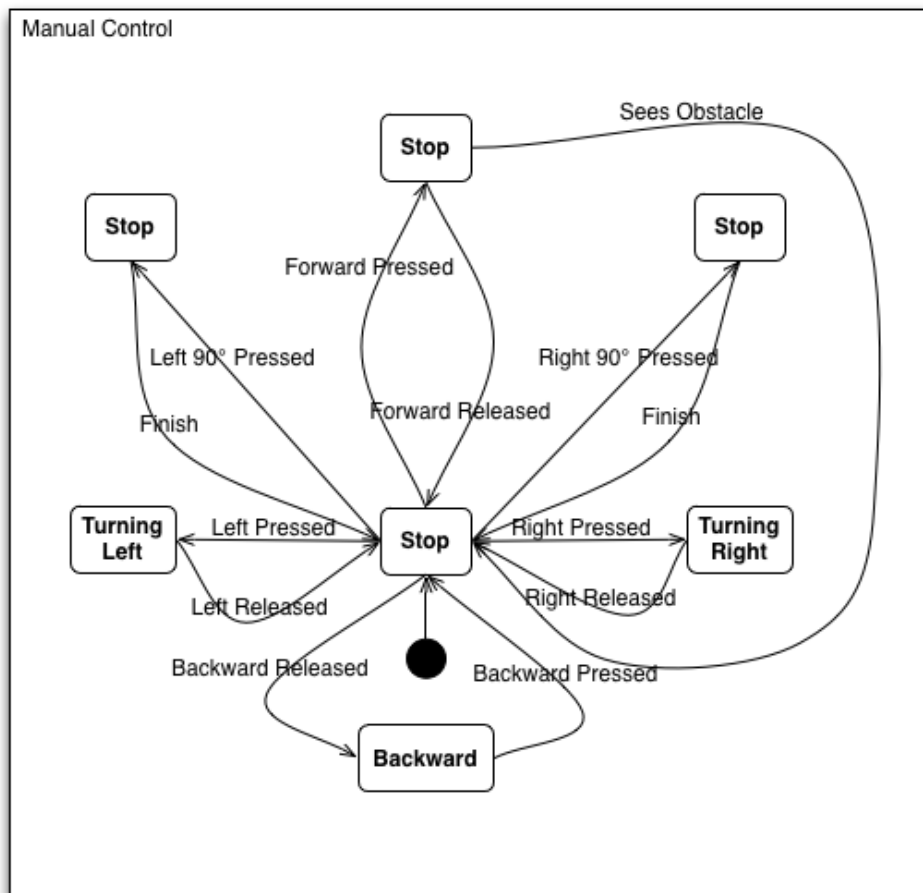 Manual Control
Sees Obstacle
Stop
Stop
Stop
Forward Pressed
Left 90° Pressed
Right 90° Pressed
Forward Released
Finish
Finish
Turning
Left
Left Pressed
Stop
Right Pressed
Turning
Right
Left Released
Right Released
Backward Released
Backward Pressed
Backward